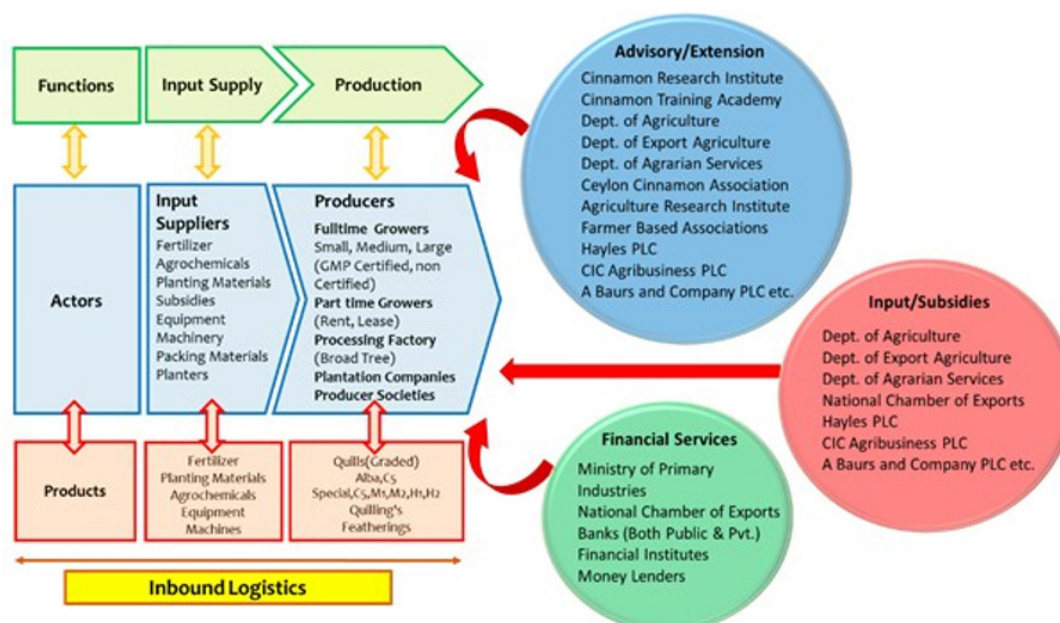 Functions
Input Supply
Production
Actors
Input
Suppliers
Fertilizer
Agrochemicals
Planting Materials
Subsidies
Equipment
Machinery
Packing Materials
Planters
Producers
Fulltime Growers
Small, Medium, Large
(GMP Certified, non
Certified)
Part time Growers
(Rent, Lease)
Processing Factory
(Broad Tree)
Plantation Companies
Producer Societies
Products
Fertilizer
Planting Materials
Agrochemicals
Equipment
Machines
Quills(Graded)
Alba,C5
Special,C5,M1,M2,H1,H2
Quilling's
Featherings
Inbound Logistics
Advisory/Extension
Cinnamon Research Institute
Cinnamon Training Academy
Dept. of Agriculture
Dept. of Export Agriculture
Dept. of Agrarian Services
Ceylon Cinnamon Association
Agriculture Research Institute
Farmer Based Associations
Hayles PLC
CIC Agribusiness PLC
A Baurs and Company PLC etc.
Input/Subsidies
Dept. of Agriculture
Dept. of Export Agriculture
Dept. of Agrarian Services
National Chamber of Exports
Hayles PLC
CIC Agribusiness PLC
A Baurs and Company PLC etc.
Financial Services
Ministry of Primary
Industries
National Chamber of Exports
Banks (Both Public & Pvt.)
Financial Institutes
Money Lenders